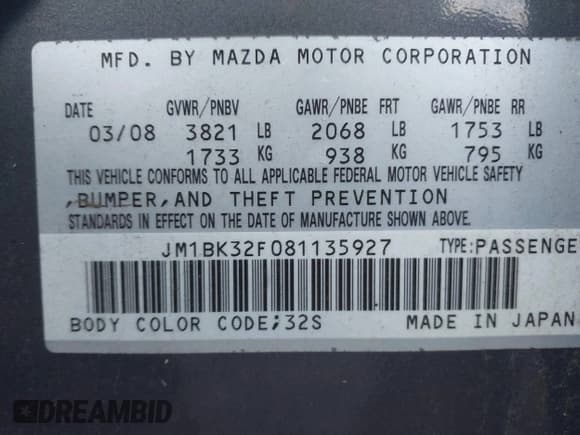 MFD. BY MAZDA MOTOR CORPORATION
DATE GVWR/PNBV GAWR/PNBE FRT GAWR/PNBE RR
03/08 3821 LB 2068 LB 1753 LB
1733 KG 938 KG 795 KG
THIS VEHICLE CONFORMS TO ALL APPLICABLE FEDERAL MOTOR VEHICLE SAFETY
,BUMPER,AND THEFT PREVENTION
STANDARDS IN EFFECT ON THE DATE OF MANUFACTURE SHOWN ABOVE.
JM1BK32F081135927 TYPE:PASSENGE
BODY COLOR CODE;32S MADE IN JAPAN
DREAMBID